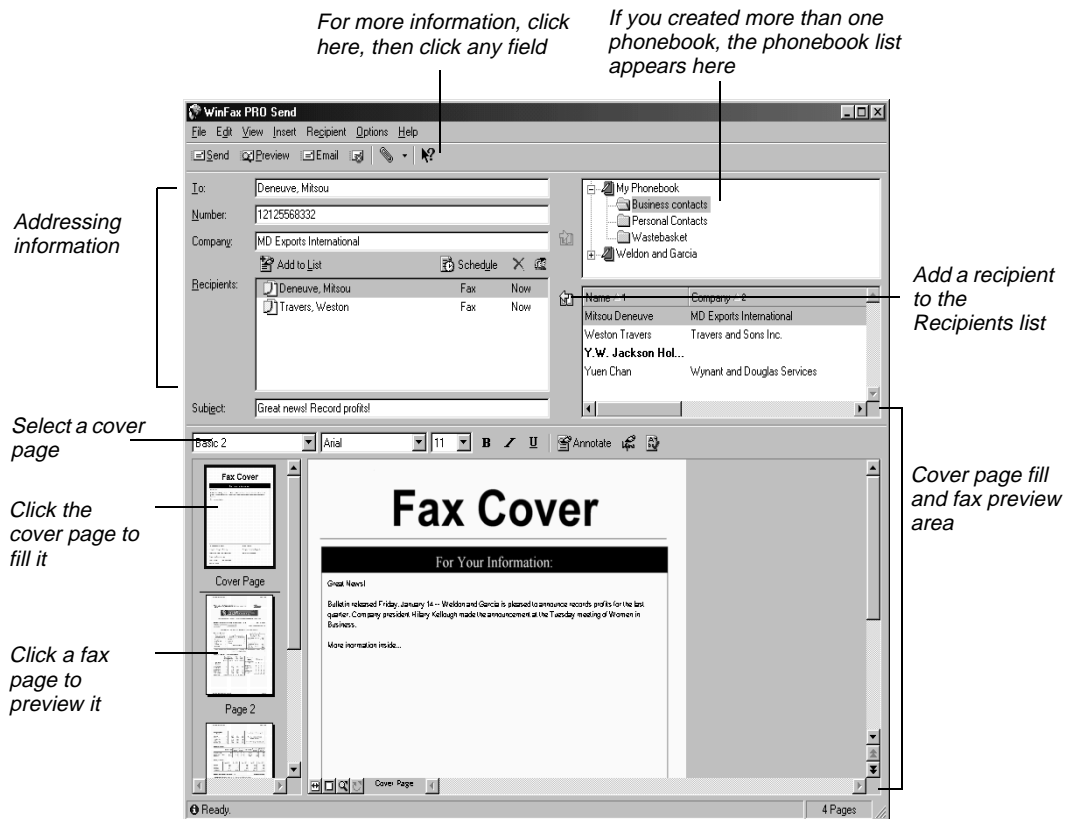 For more information, click
here, then click any field
If you created more than one
phonebook, the phonebook list
appears here
WinFax PRO Send
File Edit View Insert Recipient Options Help
Send Preview Email
Addressing
information
To: Deneuve, Mitsou
Number: 12125568332
Company: MD Exports International
Add to List Schedule
Recipients:
Deneuve, Mitsou Fax Now
Travers, Weston Fax Now
Subject: Great news! Record profits!
My Phonebook
Business contacts
Personal Contacts
Wastebasket
Weldon and Garcia
Name 1 Company 2
Mitsou Deneuve MD Exports International
Weston Travers Travers and Sons Inc.
Y.W. Jackson Hol...
Yuen Chan Wynant and Douglas Services
Add a recipient
to the
Recipients list
Select a cover
page
Basic 2 Arial 11 B I U Annotate
Click the
cover page to
fill it
Fax Cover
Cover Page
Click a fax
page to
preview it
Page 2
Fax Cover
For Your Information:
Great News!
Bulletin released Friday, January 14 -- Weldon and Garcia is pleased to announce records profits for the last
quarter. Company president Hilary Kellough made the announcement at the Tuesday meeting of Women in
Business.
More inormation inside...
Cover page fill
and fax preview
area
Cover Page
Ready. 4 Pages